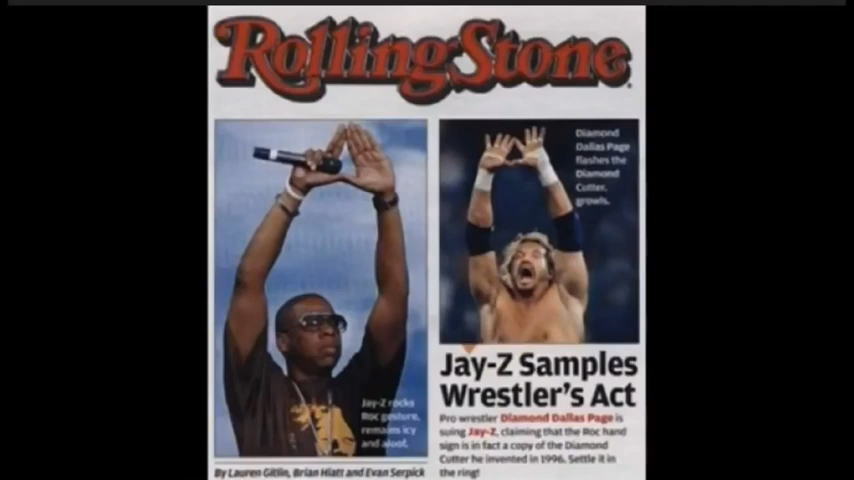 Rolling Stone
Diamond
Dallas Page
flashes the
Diamond
Cutter,
growls.
Jay-Z rocks
Roc gesture,
remains icy
and aloof.
By Lauren Gitlin, Brian Hiatt and Evan Serpick
Jay-Z Samples
Wrestler's Act
Pro wrestler Diamond Dallas Page is
suing Jay-Z, claiming that the Roc hand
sign is in fact a copy of the Diamond
Cutter he invented in 1996. Settle it in
the ring!